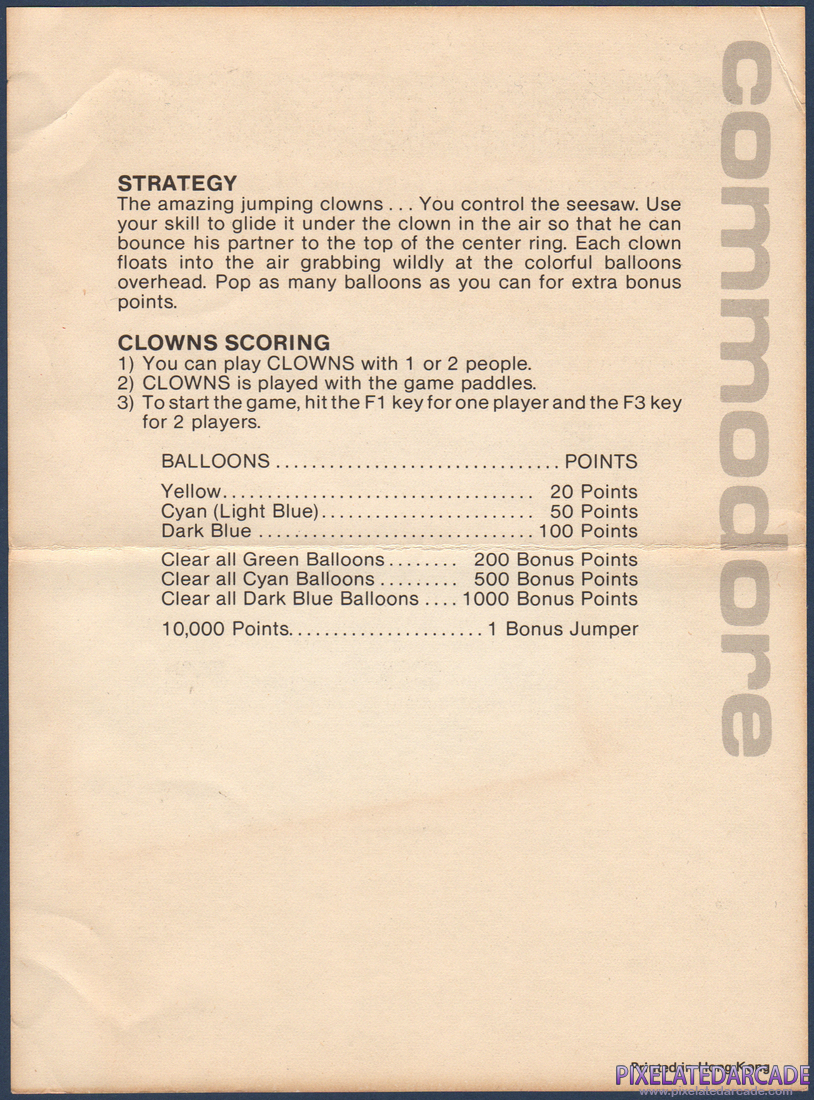 STRATEGY
The amazing jumping clowns . . . You control the seesaw. Use
your skill to glide it under the clown in the air so that he can
bounce his partner to the top of the center ring. Each clown
floats into the air grabbing wildly at the colorful balloons
overhead. Pop as many balloons as you can for extra bonus
points.
CLOWNS SCORING
1) You can play CLOWNS with 1 or 2 people.
2) CLOWNS is played with the game paddles.
3) To start the game, hit the F1 key for one player and the F3 key
for 2 players.
BALLOONS ................................ POINTS
Yellow................................... 20 Points
Cyan (Light Blue)........................ 50 Points
Dark Blue ............................... 100 Points
Clear all Green Balloons ........ 200 Bonus Points
Clear all Cyan Balloons ......... 500 Bonus Points
Clear all Dark Blue Balloons .... 1000 Bonus Points
10,000 Points...................... 1 Bonus Jumper
commodore
Printed in Hong Kong
PIXELATEDARCADE
www.pixelatedarcade.com